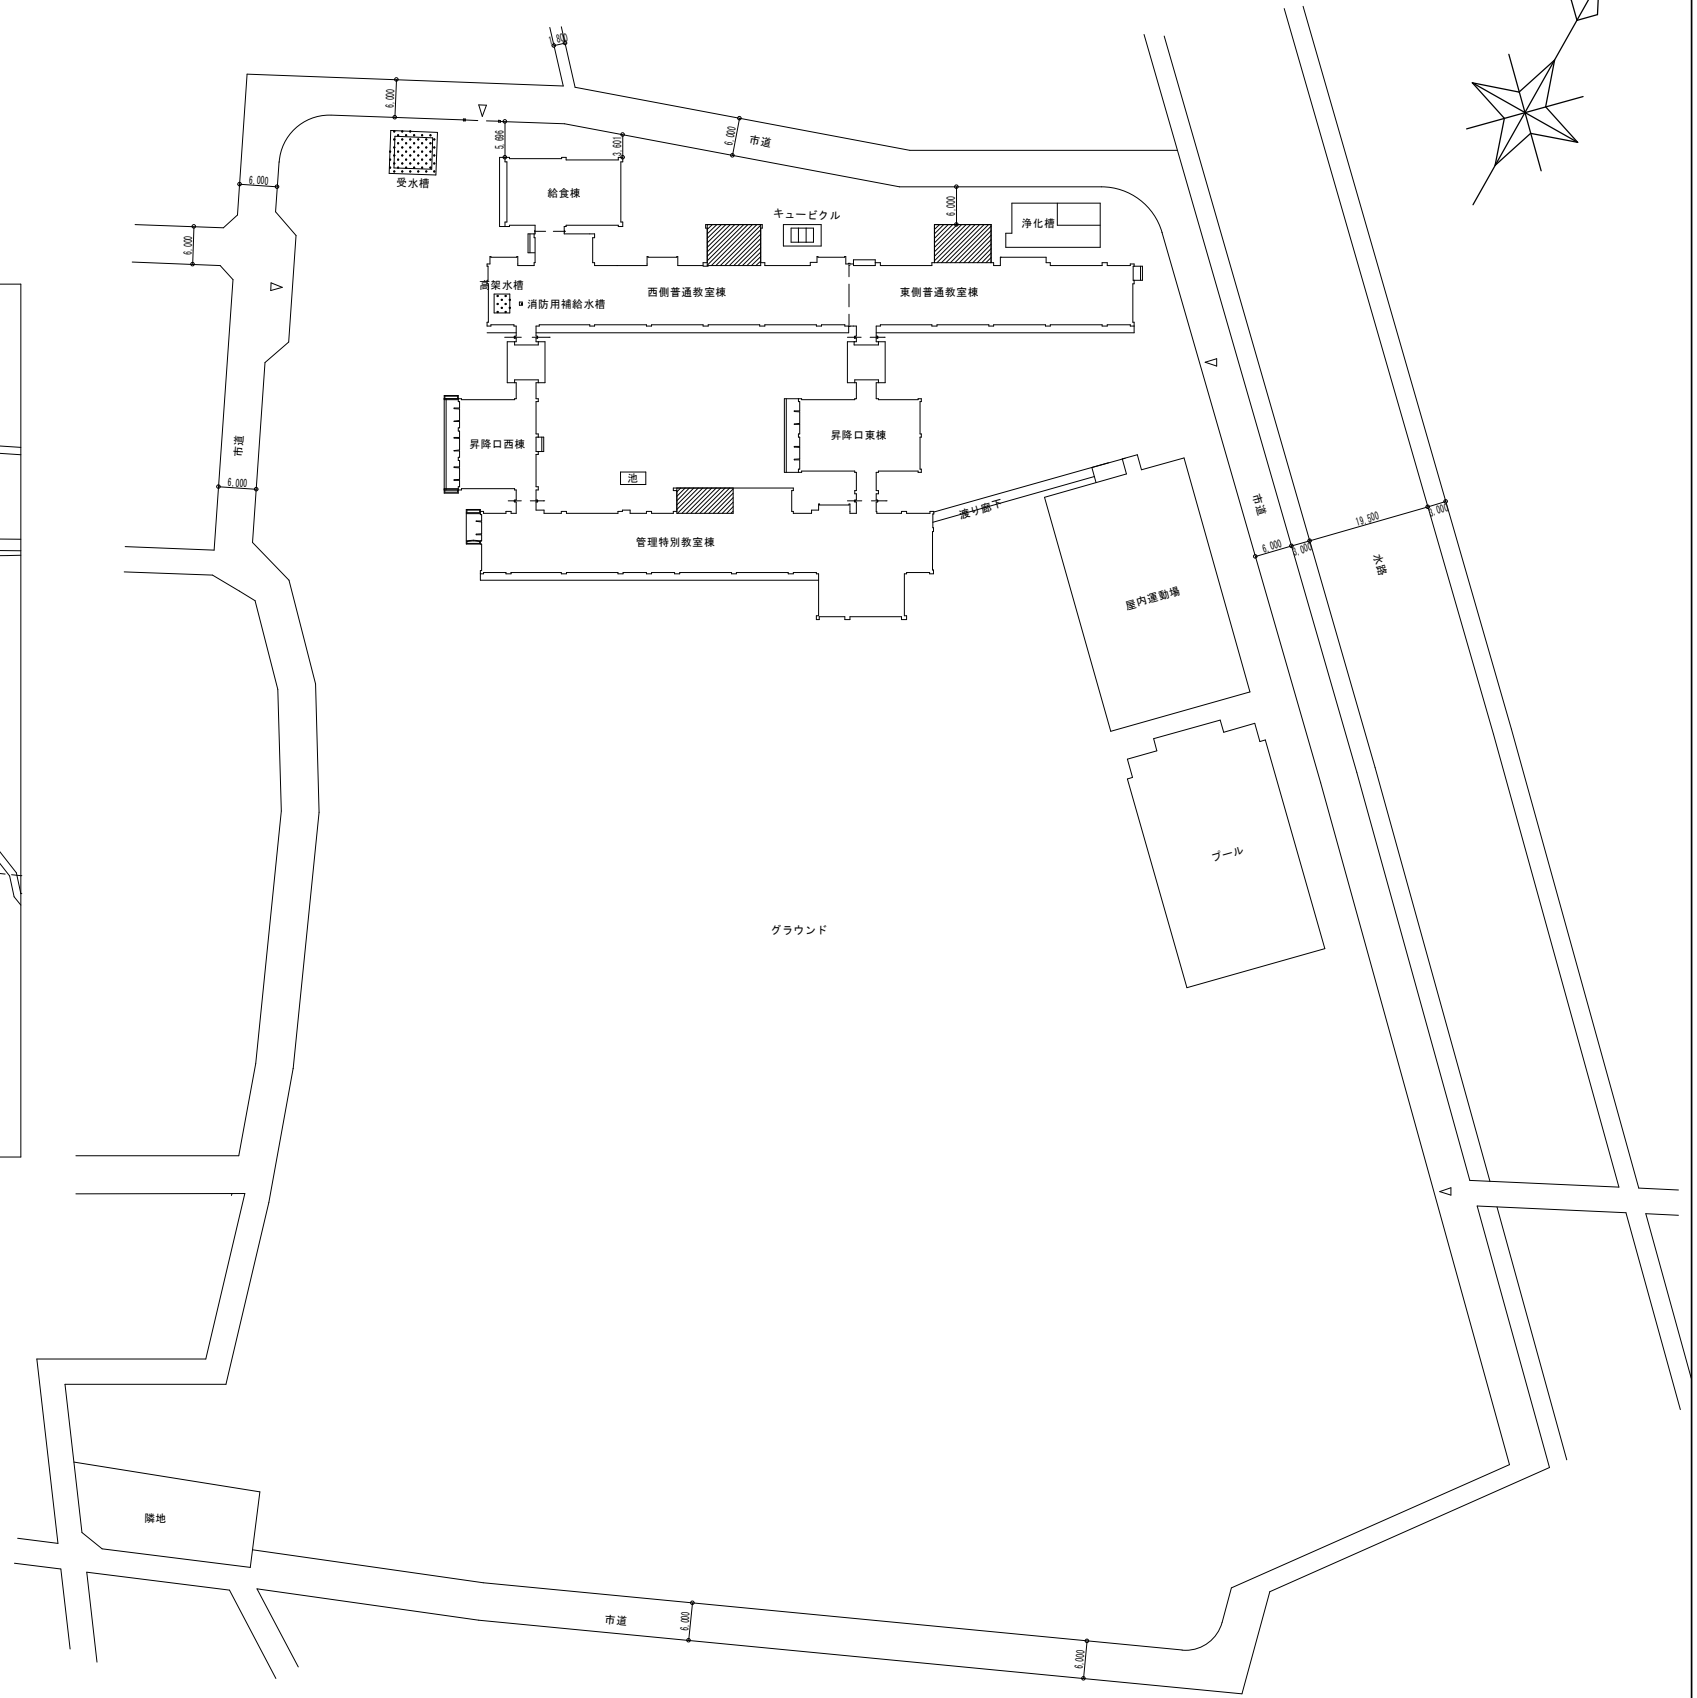 1,800
6,000
5,696
3,601
6,000
市道
受水槽
6,000
給食棟
6,000
キュービクル
浄化槽
6,000
高架水槽
消防用補給水槽
西側普通教室棟
東側普通教室棟
市道
昇降口西棟
昇降口東棟
池
6,000
渡り廊下
市道
19,500
3,000
6,000
3,000
管理特別教室棟
水路
屋内運動場
プール
グラウンド
隣地
市道
6,000
6,000